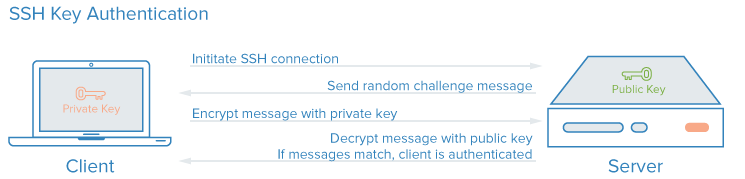 SSH Key Authentication
Inititate SSH connection
Send random challenge message
Private Key
Public Key
Encrypt message with private key
Decrypt message with public key
If messages match, client is authenticated
Client
Server